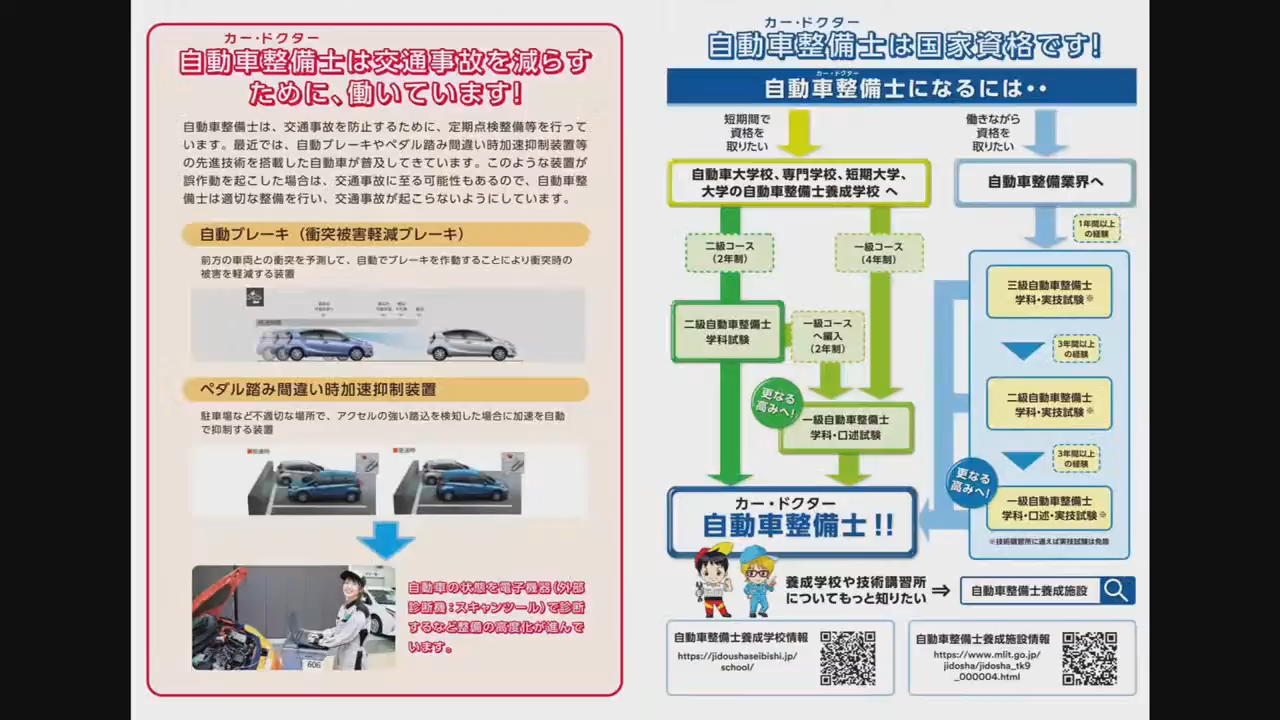 カー・ドクター
自動車整備士は交通事故を減らす
ために、働いています!
自動車整備士は、交通事故を防止するために、定期点検整備等を行って
います。最近では、自動ブレーキやペダル踏み間違い時加速抑制装置等
の先進技術を搭載した自動車が普及してきています。このような装置が
誤作動を起こした場合は、交通事故に至る可能性もあるので、自動車整
備士は適切な整備を行い、交通事故が起こらないようにしています。
自動ブレーキ（衝突被害軽減ブレーキ）
前方の車両との衝突を予測して、自動でブレーキを作動することにより衝突時の
被害を軽減する装置
ペダル踏み間違い時加速抑制装置
駐車場など不適切な場所で、アクセルの強い踏込を検知した場合に加速を自動
で抑制する装置
自動車の状態を電子機器（外部
診断機：スキャンツール）で診断
するなど整備の高度化が進んで
います。
606
カー・ドクター
自動車整備士は国家資格です!
カー・ドクター
自動車整備士になるには・・
短期間で
資格を
取りたい
働きながら
資格を
取りたい
自動車大学校、専門学校、短期大学、
大学の自動車整備士養成学校 へ
自動車整備業界へ
二級コース
（2年制）
一級コース
（4年制）
二級自動車整備士
学科試験
一級コース
へ編入
（2年制）
更なる
高みへ!
一級自動車整備士
学科・口述試験
1年間以上
の経験
三級自動車整備士
学科・実技試験※
3年間以上
の経験
二級自動車整備士
学科・実技試験※
3年間以上
の経験
更なる
高みへ!
一級自動車整備士
学科・口述・実技試験※
※技術講習所に通えば実技試験は免除
カー・ドクター
自動車整備士!!
養成学校や技術講習所
についてもっと知りたい
⇒
自動車整備士養成施設
自動車整備士養成学校情報
https://jidoushaseibishi.jp/
school/
自動車整備士養成施設情報
https://www.mlit.go.jp/
jidosha/jidosha_tk9
_000004.html